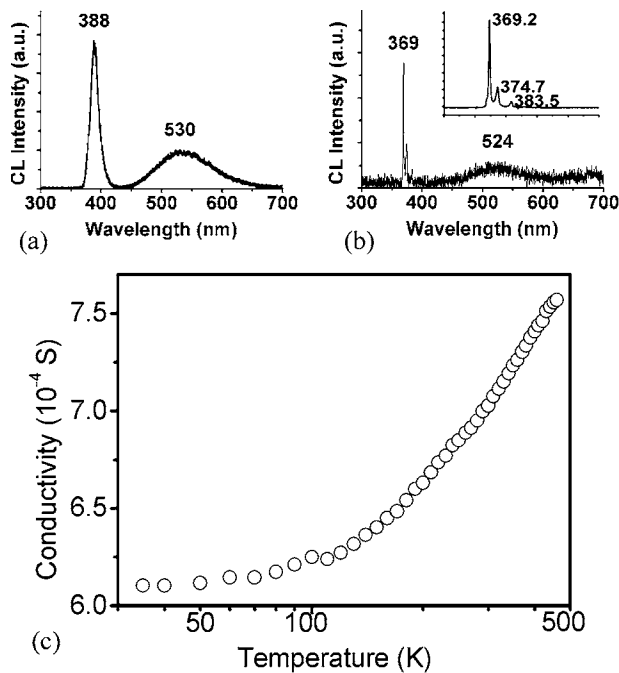 388
530
CL Intensity (a.u.)
300 400 500 600 700
Wavelength (nm)
(a)
369
369.2
374.7
383.5
524
CL Intensity (a.u.)
300 400 500 600 700
Wavelength (nm)
(b)
7.5
7.0
6.5
6.0
Conductivity (10⁻⁴ S)
50 100 500
Temperature (K)
(c)